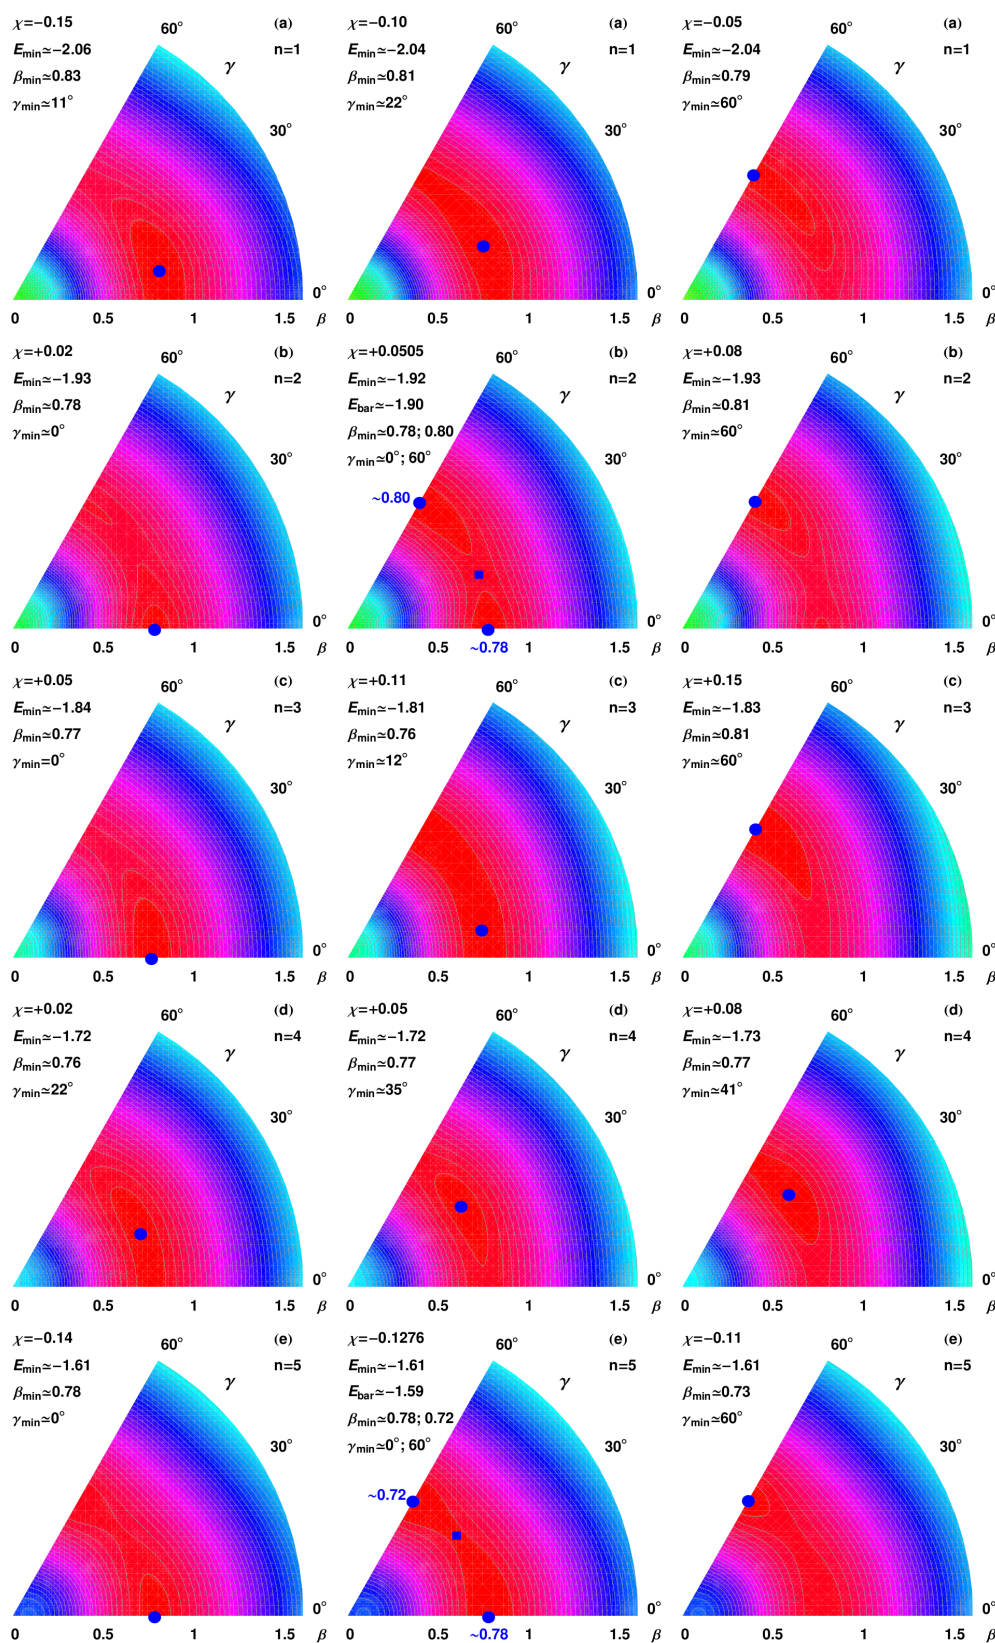 χ=−0.15 60° (a)
E_min≃−2.06 γ n=1
β_min≃0.83
γ_min≃11° 30°
0°
0 0.5 1 1.5 β
χ=−0.10 60° (a)
E_min≃−2.04 γ n=1
β_min≃0.81
γ_min≃22° 30°
0°
0 0.5 1 1.5 β
χ=−0.05 60° (a)
E_min≃−2.04 γ n=1
β_min≃0.79
γ_min≃60° 30°
0°
0 0.5 1 1.5 β
χ=+0.02 60° (b)
E_min≃−1.93 γ n=2
β_min≃0.78
γ_min≃0° 30°
0°
0 0.5 1 1.5 β
χ=+0.0505 60° (b)
E_min≃−1.92 γ n=2
E_bar≃−1.90
β_min≃0.78; 0.80
γ_min≃0°; 60° 30°
~0.80
0°
0 0.5 1 1.5 β
~0.78
χ=+0.08 60° (b)
E_min≃−1.93 γ n=2
β_min≃0.81
γ_min≃60° 30°
0°
0 0.5 1 1.5 β
χ=+0.05 60° (c)
E_min≃−1.84 γ n=3
β_min≃0.77
γ_min=0° 30°
0°
0 0.5 1 1.5 β
χ=+0.11 60° (c)
E_min≃−1.81 γ n=3
β_min≃0.76
γ_min≃12° 30°
0°
0 0.5 1 1.5 β
χ=+0.15 60° (c)
E_min≃−1.83 γ n=3
β_min≃0.81
γ_min≃60° 30°
0°
0 0.5 1 1.5 β
χ=+0.02 60° (d)
E_min≃−1.72 γ n=4
β_min≃0.76
γ_min≃22° 30°
0°
0 0.5 1 1.5 β
χ=+0.05 60° (d)
E_min≃−1.72 γ n=4
β_min≃0.77
γ_min≃35° 30°
0°
0 0.5 1 1.5 β
χ=+0.08 60° (d)
E_min≃−1.73 γ n=4
β_min≃0.77
γ_min≃41° 30°
0°
0 0.5 1 1.5 β
χ=−0.14 60° (e)
E_min≃−1.61 γ n=5
β_min≃0.78
γ_min≃0° 30°
0°
0 0.5 1 1.5 β
χ=−0.1276 60° (e)
E_min≃−1.61 γ n=5
E_bar≃−1.59
β_min≃0.78; 0.72
γ_min≃0°; 60° 30°
~0.72
0°
0 0.5 1 1.5 β
~0.78
χ=−0.11 60° (e)
E_min≃−1.61 γ n=5
β_min≃0.73
γ_min≃60° 30°
0°
0 0.5 1 1.5 β